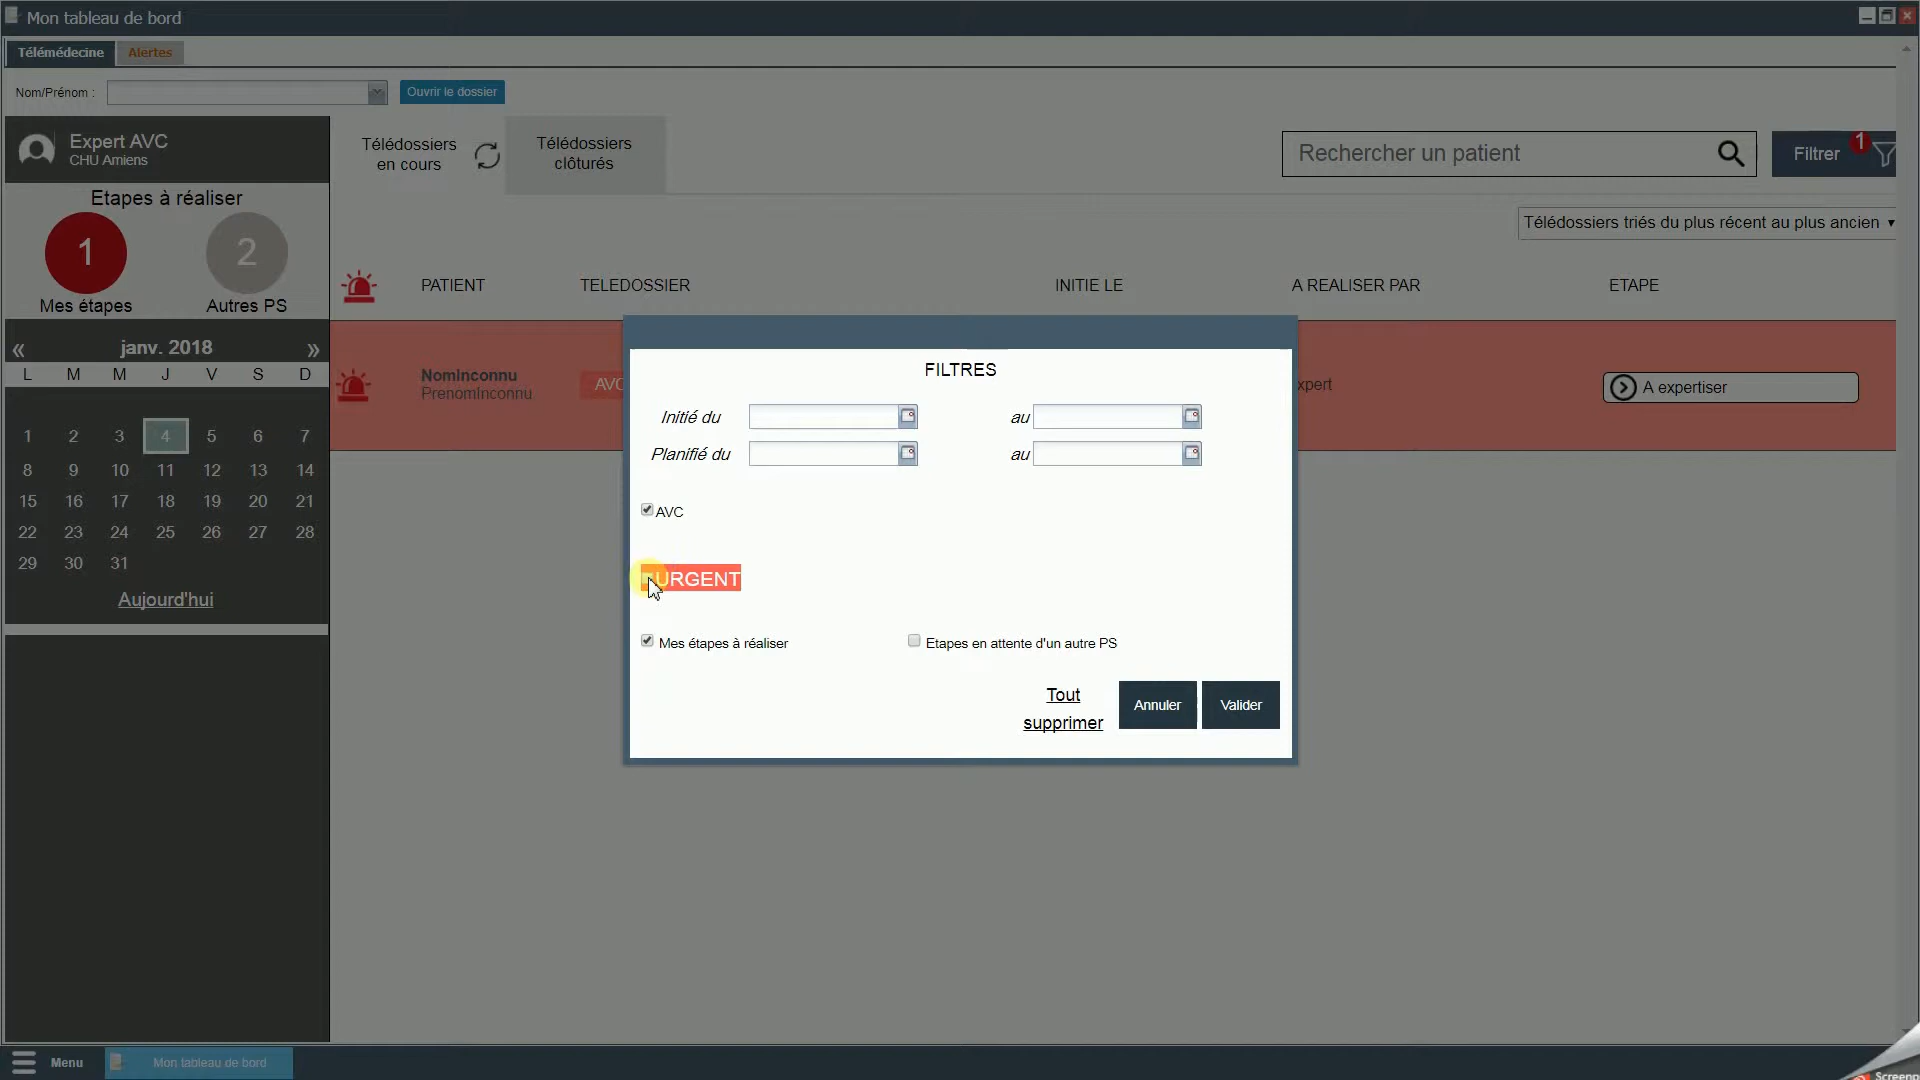 Mon tableau de bord
Télémédecine
Alertes
Nom/Prénom :
Ouvrir le dossier
Expert AVC
CHU Amiens
Etapes à réaliser
1
2
Mes étapes
Autres PS
« janv. 2018 »
L M M J V S D
1 2 3 4 5 6 7
8 9 10 11 12 13 14
15 16 17 18 19 20 21
22 23 24 25 26 27 28
29 30 31
Aujourd'hui
Télédossiers
en cours
Télédossiers
clôturés
Rechercher un patient
Filtrer
1
Télédossiers triés du plus récent au plus ancien
PATIENT TELEDOSSIER INITIE LE A REALISER PAR ETAPE
NomInconnu
PrenomInconnu
AVC
xpert
A expertiser
FILTRES
Initié du au
Planifié du au
AVC
URGENT
Mes étapes à réaliser
Etapes en attente d'un autre PS
Tout
supprimer
Annuler
Valider
Menu
Mon tableau de bord